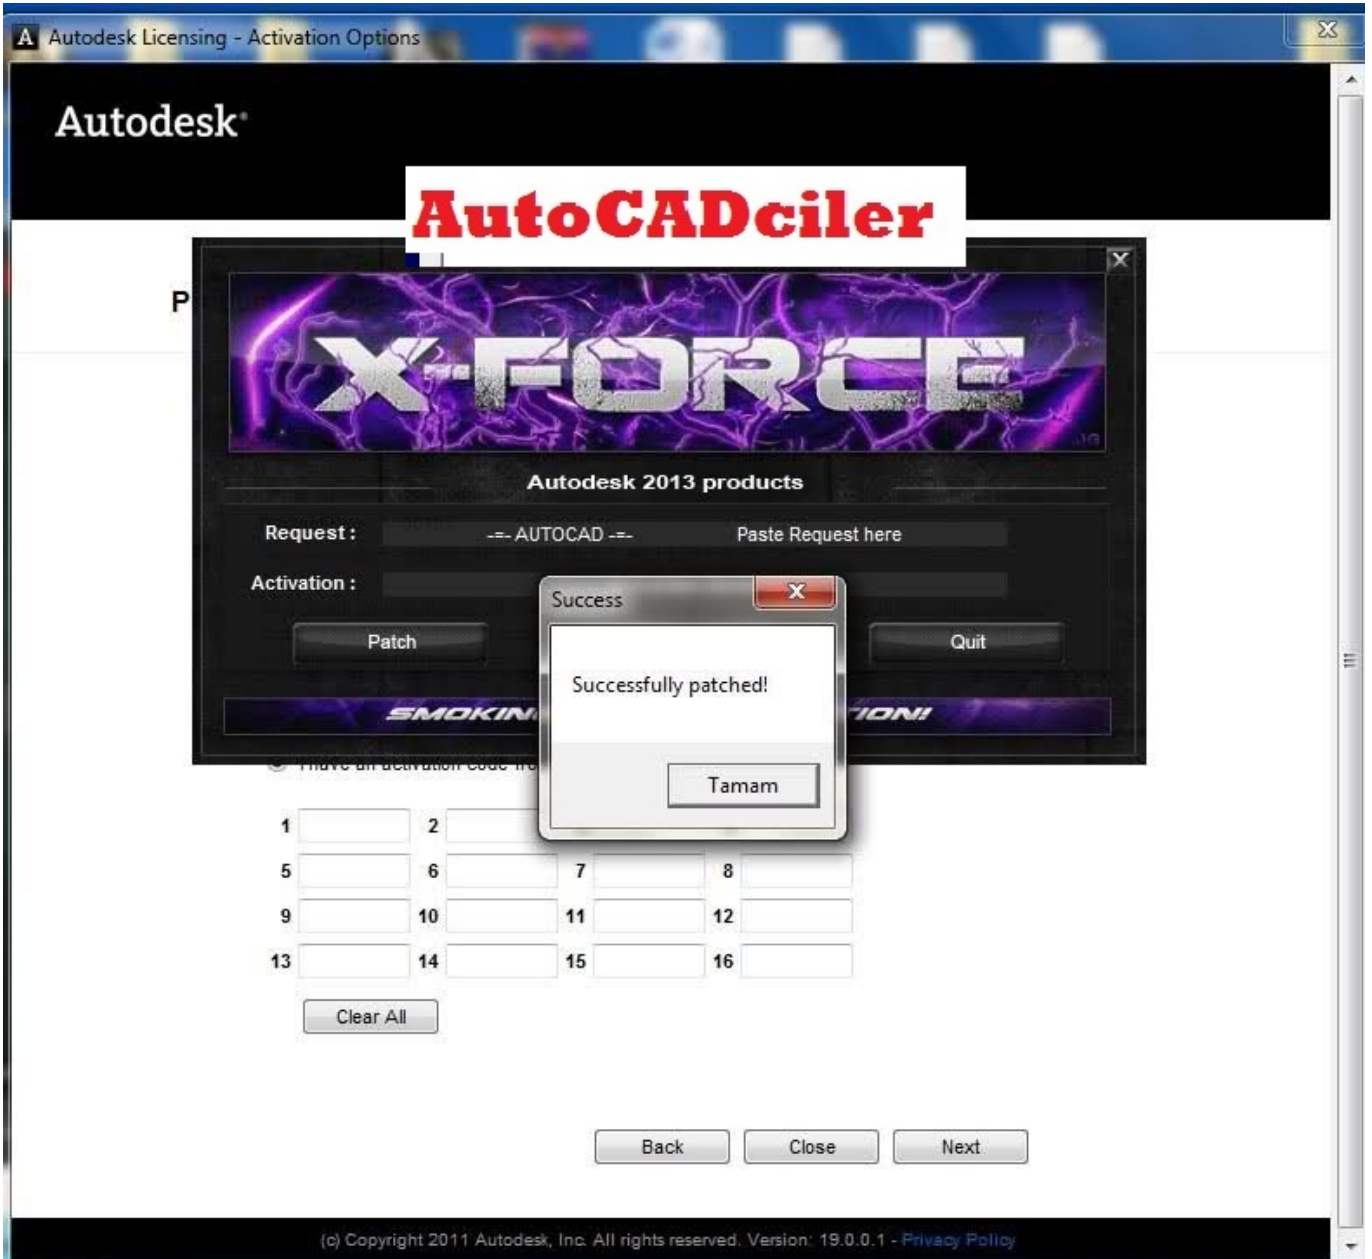 Autodesk Licensing - Activation Options
Autodesk
AutoCADciler
P
X-FORCE
Autodesk 2013 products
Request : -=- AUTOCAD -=- Paste Request here
Activation :
Success
Successfully patched!
Tamam
Patch
Quit
1
2
5
6
7
8
9
10
11
12
13
14
15
16
Clear All
Back
Close
Next
(c) Copyright 2011 Autodesk, Inc. All rights reserved. Version: 19.0.0.1 - Privacy Policy